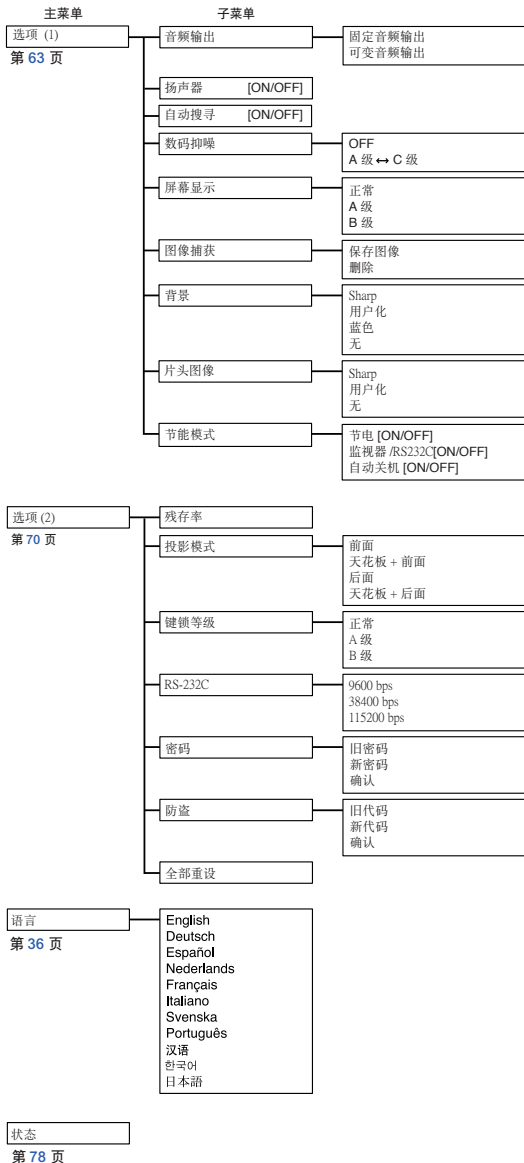 主菜单 子菜单
选项 (1)
第 63 页
音频输出
固定音频输出
可变音频输出
扬声器 [ON/OFF]
自动搜寻 [ON/OFF]
数码抑噪
OFF
A 级 ↔ C 级
屏幕显示
正常
A 级
B 级
图像捕获
保存图像
删除
背景
Sharp
用户化
蓝色
无
片头图像
Sharp
用户化
无
节能模式
节电 [ON/OFF]
监视器 /RS232C[ON/OFF]
自动关机 [ON/OFF]
选项 (2)
第 70 页
残存率
投影模式
前面
天花板 + 前面
后面
天花板 + 后面
键锁等级
正常
A 级
B 级
RS-232C
9600 bps
38400 bps
115200 bps
密码
旧密码
新密码
确认
防盗
旧代码
新代码
确认
全部重设
语言
第 36 页
English
Deutsch
Español
Nederlands
Français
Italiano
Svenska
Português
汉语
한국어
日本語
状态
第 78 页